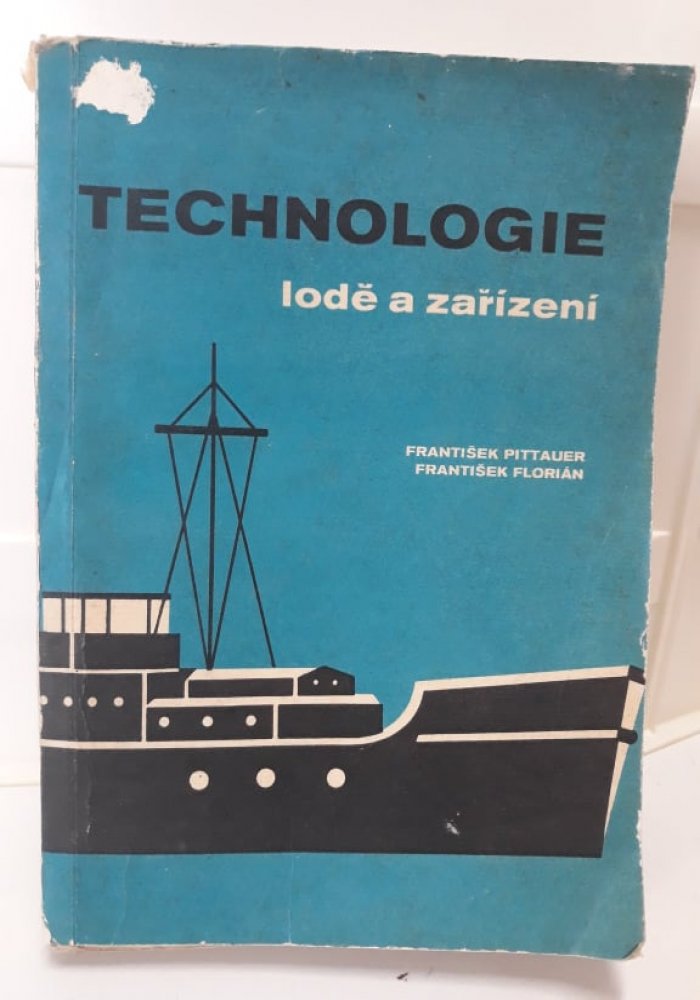 TECHNOLOGIE
lodě a zařízení
FRANTIŠEK PITTAUER
FRANTIŠEK FLORIÁN